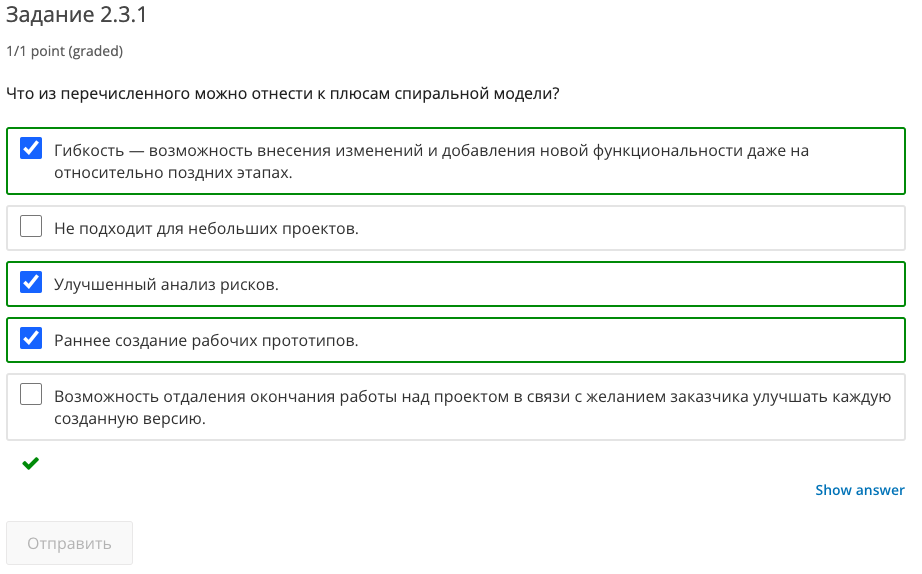 Задание 2.3.1
1/1 point (graded)
Что из перечисленного можно отнести к плюсам спиральной модели?
Гибкость — возможность внесения изменений и добавления новой функциональности даже на
относительно поздних этапах.
Не подходит для небольших проектов.
Улучшенный анализ рисков.
Раннее создание рабочих прототипов.
Возможность отдаления окончания работы над проектом в связи с желанием заказчика улучшать каждую
созданную версию.
Show answer
Отправить